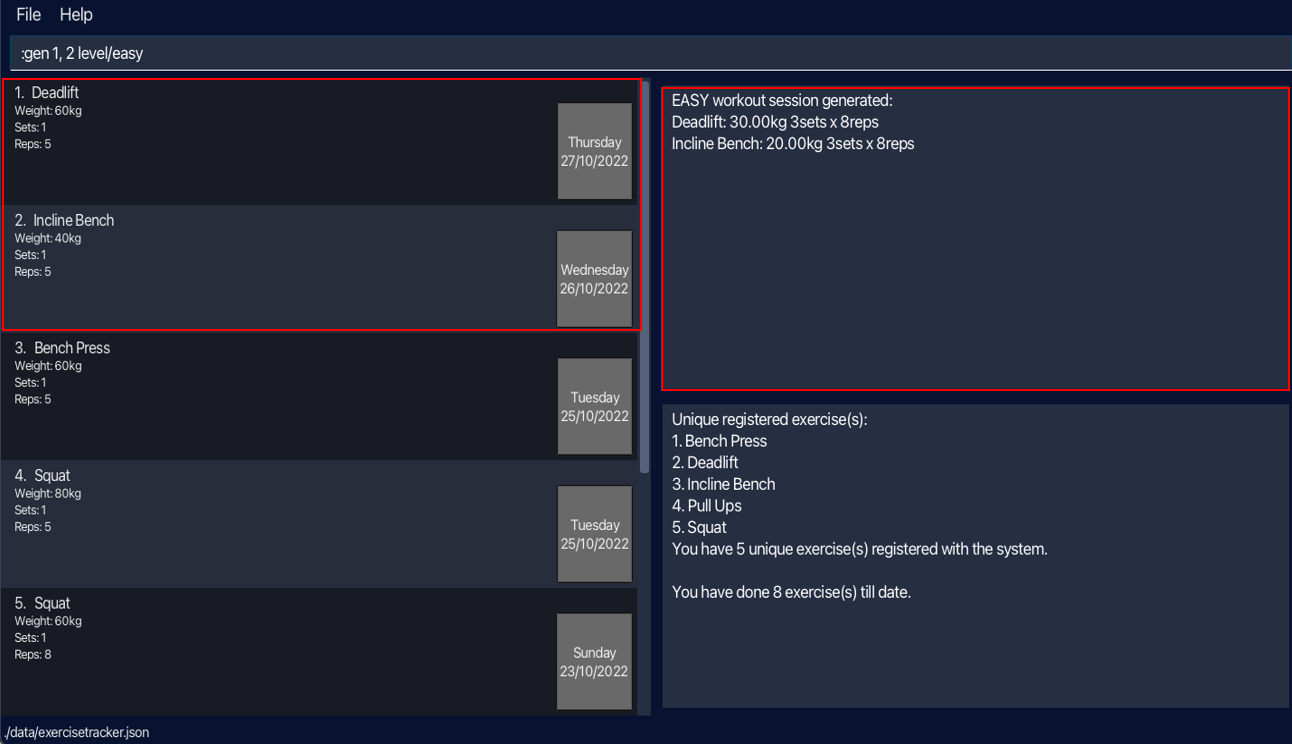 File Help
:gen 1, 2 level/easy
1. Deadlift
Weight: 60kg
Sets: 1
Reps: 5
Thursday
27/10/2022
2. Incline Bench
Weight: 40kg
Sets: 1
Reps: 5
Wednesday
26/10/2022
3. Bench Press
Weight: 60kg
Sets: 1
Reps: 5
Tuesday
25/10/2022
4. Squat
Weight: 80kg
Sets: 1
Reps: 5
Tuesday
25/10/2022
5. Squat
Weight: 60kg
Sets: 1
Reps: 8
Sunday
23/10/2022
EASY workout session generated:
Deadlift: 30.00kg 3sets x 8reps
Incline Bench: 20.00kg 3sets x 8reps
Unique registered exercise(s):
1. Bench Press
2. Deadlift
3. Incline Bench
4. Pull Ups
5. Squat
You have 5 unique exercise(s) registered with the system.
You have done 8 exercise(s) till date.
./data/exercisetracker.json